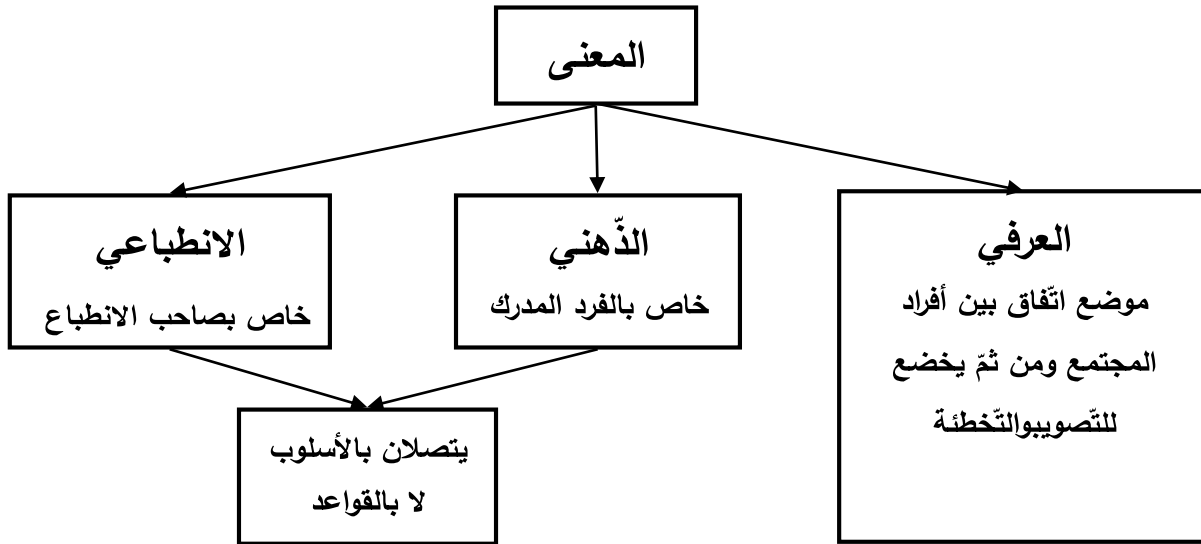 المعنى
العرفي
موضع اتّفاق بين أفراد
المجتمع ومن ثمّ يخضع
للتّصويبوالتّخطئة
الذّهني
خاص بالفرد المدرك
الانطباعي
خاص بصاحب الانطباع
يتصلان بالأسلوب
لا بالقواعد